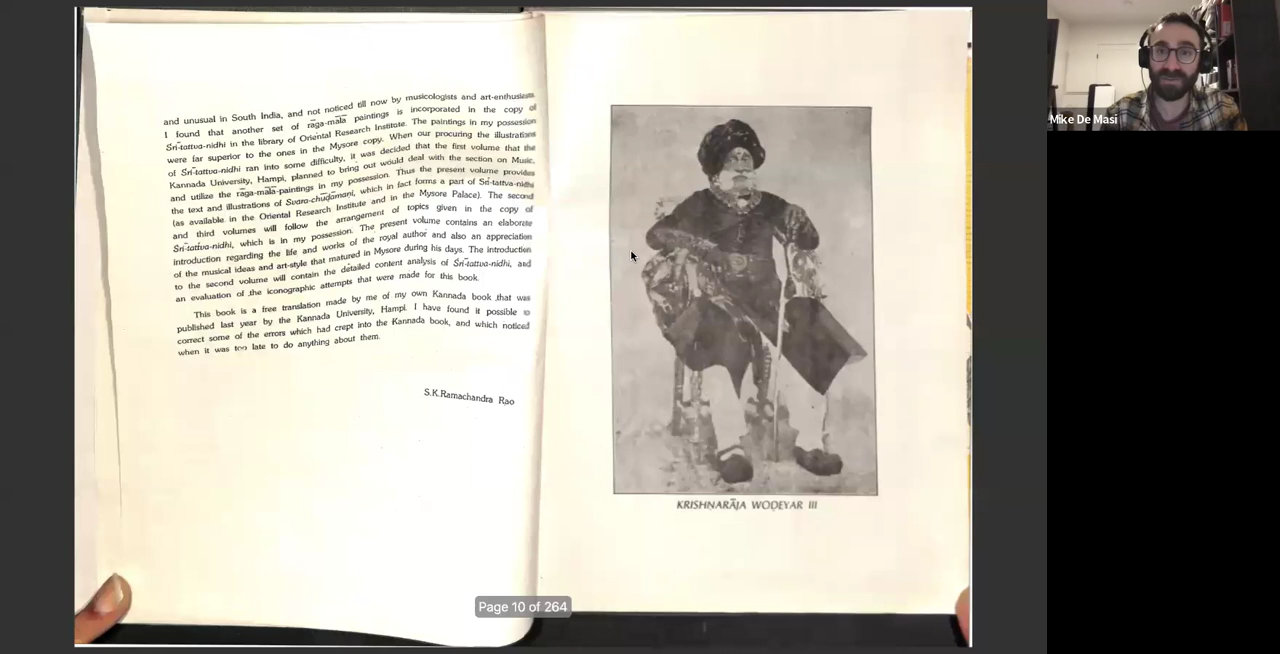 and unusual in South India, and not noticed till now by musicologists and art-enthusiasts.
I found that another set of rāga-mālā paintings is incorporated in the copy of
Śrī-tattva-nidhi in the library of Oriental Research Institute. The paintings in my possession
were far superior to the ones in the Mysore copy. When our procuring the illustrations
of Śrī-tattva-nidhi ran into some difficulty, it was decided that the first volume that the
Kannada University, Hampi, planned to bring out would deal with the section on Music,
and utilize the rāga-mālā-paintings in my possession. Thus the present volume provides
the text and illustrations of Svara-chūḍāmaṇi, which in fact forms a part of Śrī-tattva-nidhi
(as available in the Oriental Research Institute and in the Mysore Palace). The second
and third volumes will follow the arrangement of topics given in the copy of
Śrī-tattva-nidhi, which is in my possession. The present volume contains an elaborate
introduction regarding the life and works of the royal author and also an appreciation
of the musical ideas and art-style that matured in Mysore during his days. The introduction
to the second volume will contain the detailed content analysis of Śrī-tattva-nidhi, and
an evaluation of the iconographic attempts that were made for this book.
This book is a free translation made by me of my own Kannada book that was
published last year by the Kannada University, Hampi. I have found it possible to
correct some of the errors which had crept into the Kannada book, and which noticed
when it was too late to do anything about them.
S.K.Ramachandra Rao
KRISHṆARĀJA WOḌEYAR III
Page 10 of 264
Mike De Masi